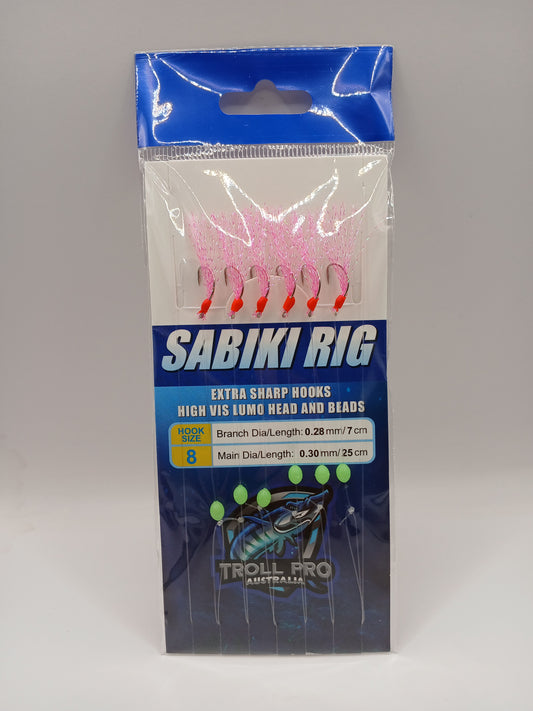 SABIKI RIG
EXTRA SHARP HOOKS
HIGH VIS LUMO HEAD AND BEADS
HOOK SIZE 8
Branch Dia/Length: 0.28 mm/ 7 cm
Main Dia/Length: 0.30 mm/ 25 cm
TROLL PRO
AUSTRALIA